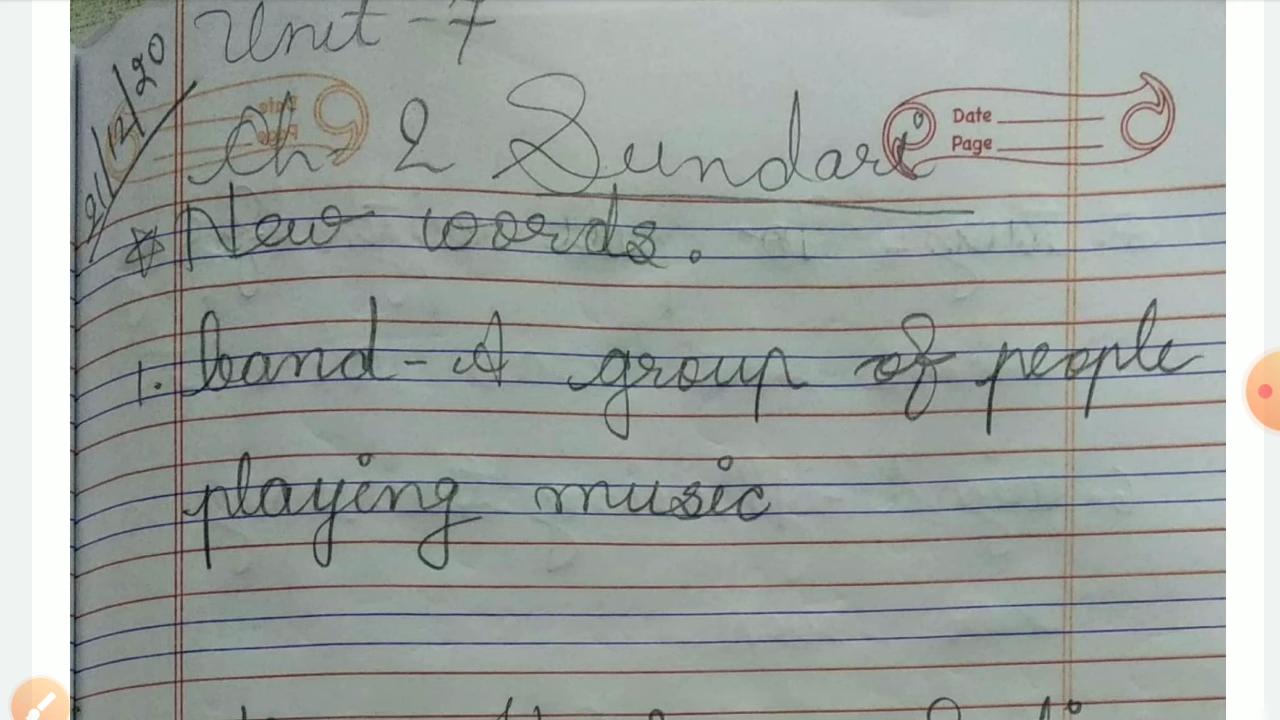 Unit - 7
21/12/20
Ch- 2 Sundari
Date
Page
* New words.
1. band - A group of people
playing music